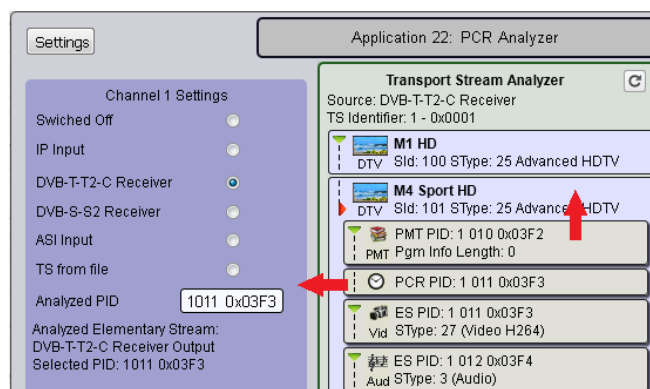 Settings
Application 22: PCR Analyzer
Channel 1 Settings
Swiched Off
IP Input
DVB-T-T2-C Receiver
DVB-S-S2 Receiver
ASI Input
TS from file
Analyzed PID
1011 0x03F3
Analyzed Elementary Stream:
DVB-T-T2-C Receiver Output
Selected PID: 1011 0x03F3
Transport Stream Analyzer
Source: DVB-T-T2-C Receiver
TS Identifier: 1 - 0x0001
M1 HD
DTV SId: 100 SType: 25 Advanced HDTV
M4 Sport HD
DTV SId: 101 SType: 25 Advanced HDTV
PMT PID: 1 010 0x03F2
PMT Pgm Info Length: 0
PCR PID: 1 011 0x03F3
ES PID: 1 011 0x03F3
Vid SType: 27 (Video H264)
ES PID: 1 012 0x03F4
Aud SType: 3 (Audio)